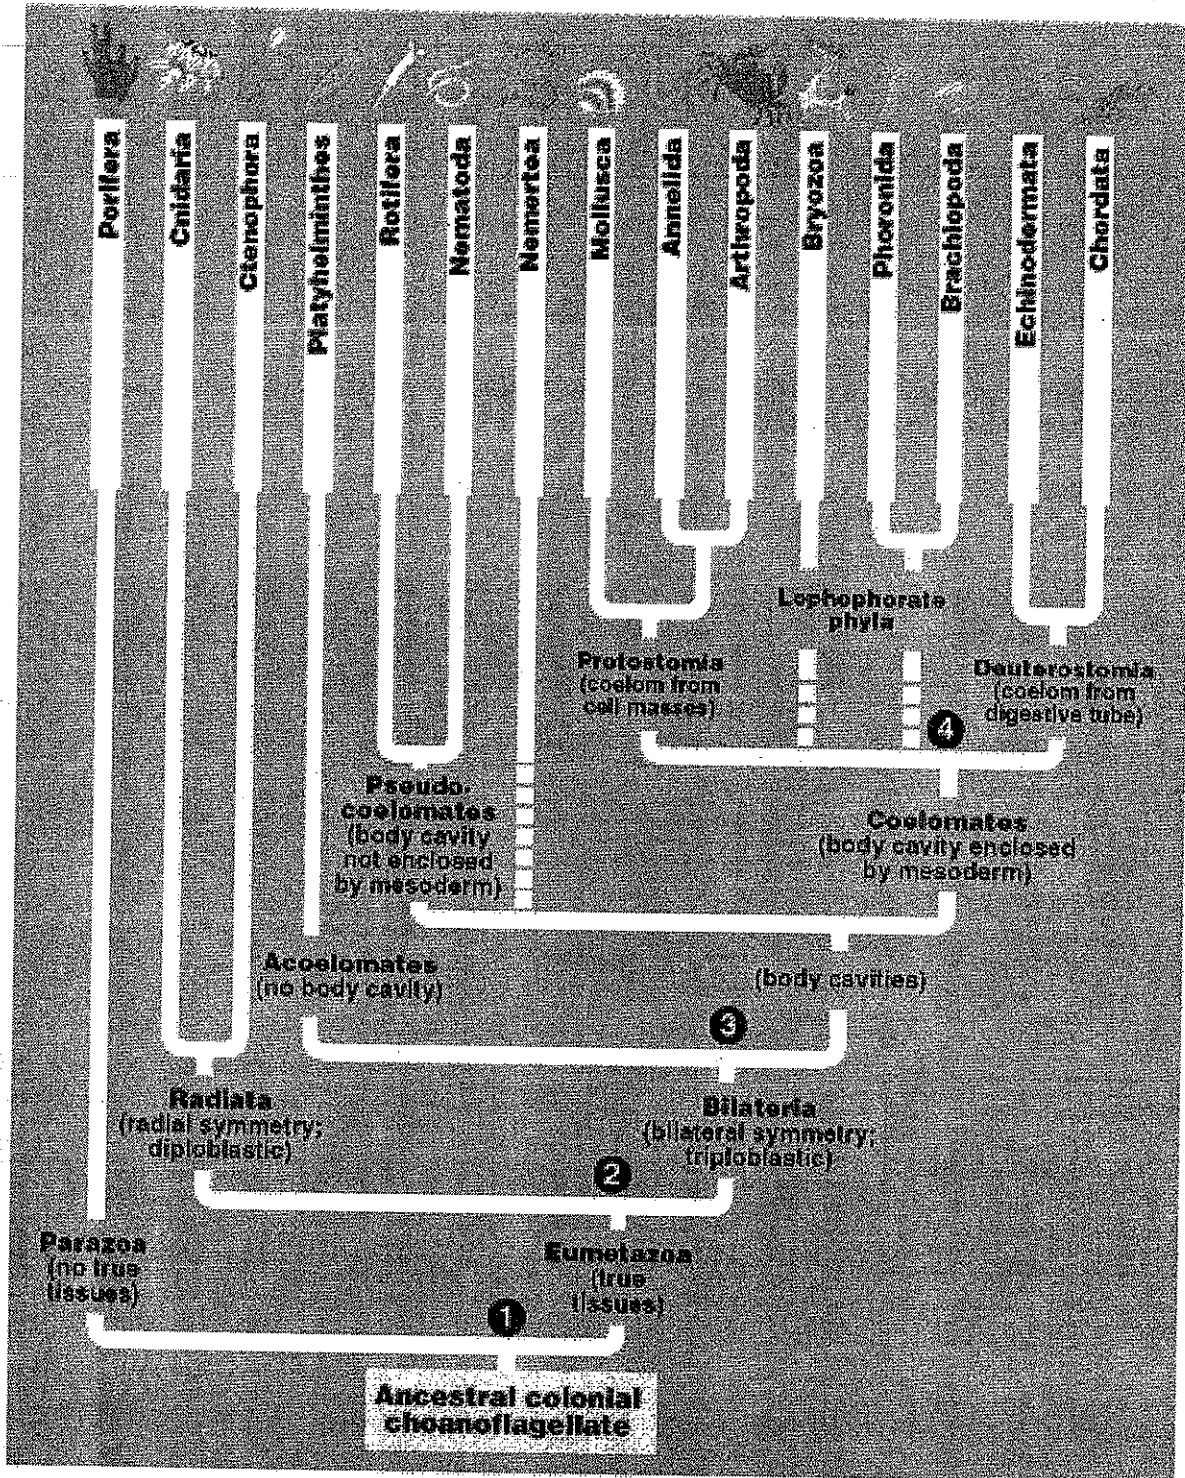 Porifera
Cnidaria
Ctenophora
Platyhelminthes
Rotifera
Nematoda
Nemertea
Mollusca
Annelida
Arthropoda
Bryozoa
Phoronida
Brachiopoda
Echinodermata
Chordata
Lophophorate
phyla
Protostomia
(coelom from
cell masses)
Deuterostomia
(coelom from
digestive tube)
4
Pseudo-
coelomates
(body cavity
not enclosed
by mesoderm)
Coelomates
(body cavity enclosed
by mesoderm)
Acoelomates
(no body cavity)
(body cavities)
3
Radiata
(radial symmetry;
diploblastic)
Bilateria
(bilateral symmetry;
triploblastic)
2
Parazoa
(no true
tissues)
Eumetazoa
(true
tissues)
1
Ancestral colonial
choanoflagellate